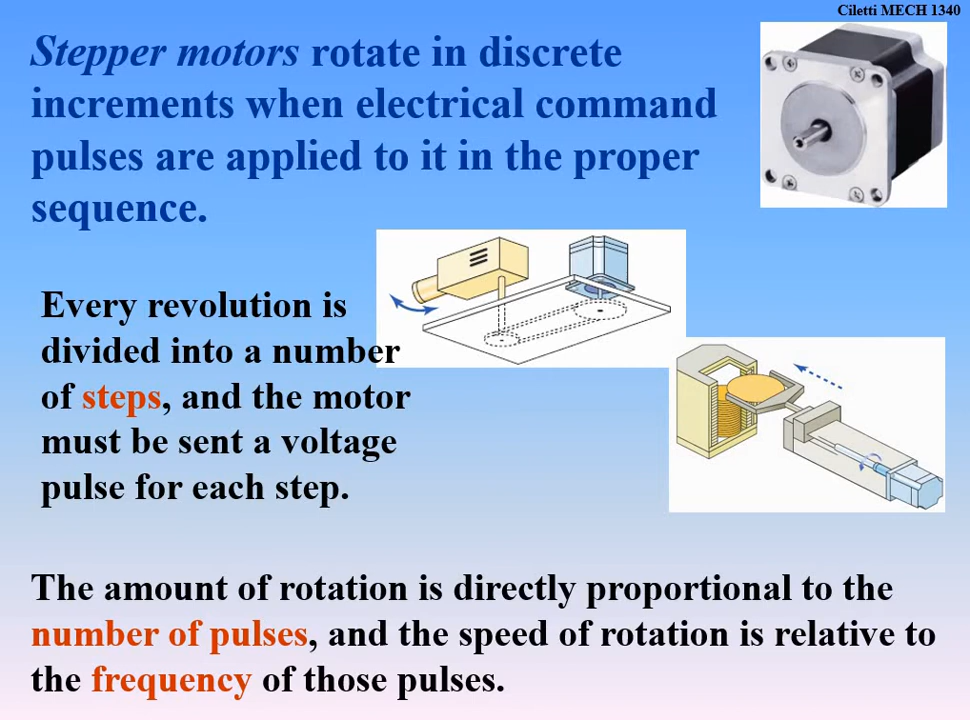 Ciletti MECH 1340
Stepper motors rotate in discrete
increments when electrical command
pulses are applied to it in the proper
sequence.
Every revolution is
divided into a number
of steps, and the motor
must be sent a voltage
pulse for each step.
The amount of rotation is directly proportional to the
number of pulses, and the speed of rotation is relative to
the frequency of those pulses.